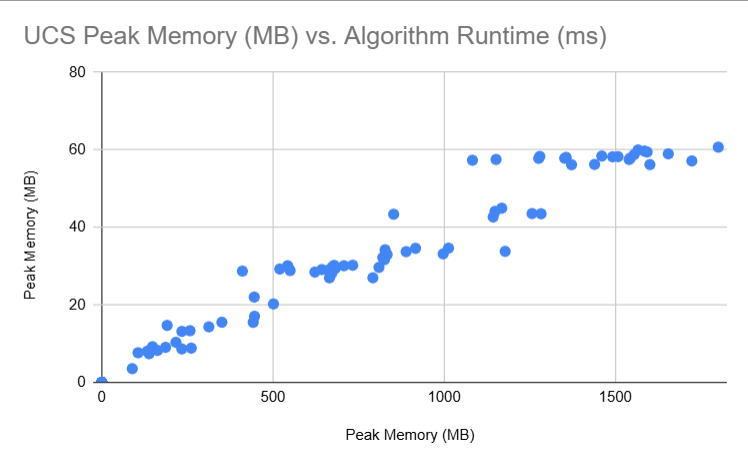 UCS Peak Memory (MB) vs. Algorithm Runtime (ms)
80
60
40
20
0
Peak Memory (MB)
0 500 1000 1500
Peak Memory (MB)